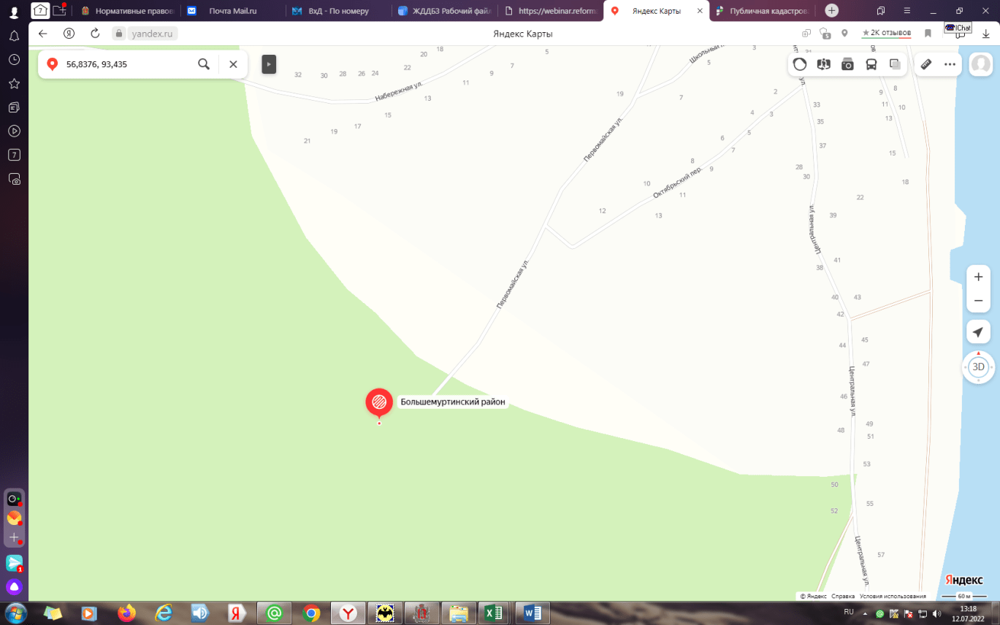 7
Нормативные правов
Почта Mail.ru
ВхД - По номеру
ЖДДБЗ Рабочий файл
https://webinar.reform
Яндекс Карты
Публичная кадастров
Я
yandex.ru
Яндекс Карты
5
2К отзывов
IChat
56,8376, 93,435
7
32
30
28
26
24
22
20
18
5
7
9
11
13
Набережная ул.
15
17
19
21
Школьный п
5
3
31
19
7
Первомайская ул.
2
4
3
5
6
7
8
9
10
11
12
13
Октябрьский пер.
33
35
37
28
30
22
39
9
8
11
10
13
15
18
Центральная ул.
41
38
40
43
42
44
45
47
Первомайская ул.
Центральная ул.
46
48
49
51
53
50
52
55
57
Центральная ул.
Большемуртинский район
3D
Яндекс
© Яндекс Справка Условия использования
60 м
1
RU
13:18
12.07.2022